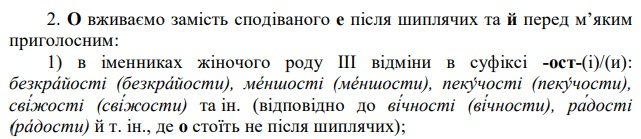 2. О вживаємо замість сподіваного е після шиплячих та й перед м’яким
приголосним:
1) в іменниках жіночого роду ІІІ відміни в суфіксі -ост-(і)/(и):
безкра́йості (безкра́йости), ме́ншості (ме́ншости), пеку́чості (пеку́чости),
сві́жості (сві́жости) та ін. (відповідно до ві́чності (ві́чности), ра́дості
(ра́дости) й т. ін., де о стоїть не після шиплячих);